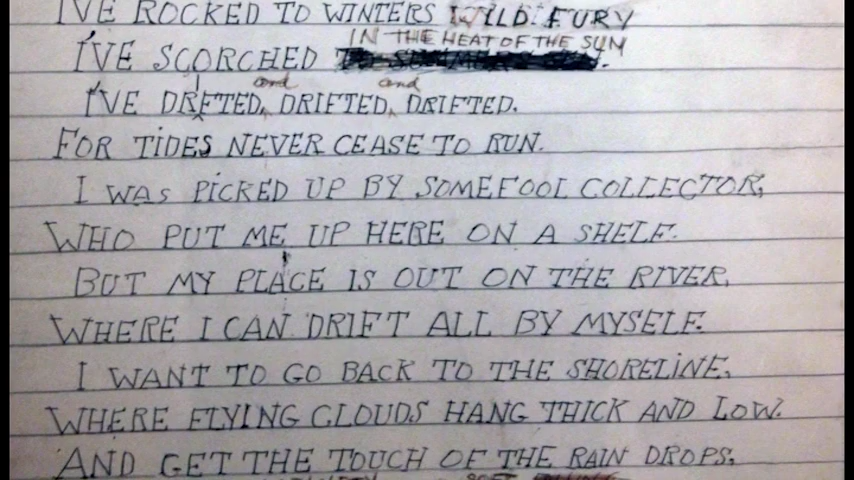 I'VE ROCKED TO WINTERS WILD FURY
IN THE HEAT OF THE SUN
I'VE SCORCHED
and and
I'VE DRIFTED, DRIFTED, DRIFTED.
FOR TIDES NEVER CEASE TO RUN.
I WAS PICKED UP BY SOMEFOOL COLLECTOR,
WHO PUT ME UP HERE ON A SHELF.
BUT MY PLACE IS OUT ON THE RIVER,
WHERE I CAN DRIFT ALL BY MYSELF.
I WANT TO GO BACK TO THE SHORELINE,
WHERE FLYING CLOUDS HANG THICK AND LOW.
AND GET THE TOUCH OF THE RAIN DROPS,